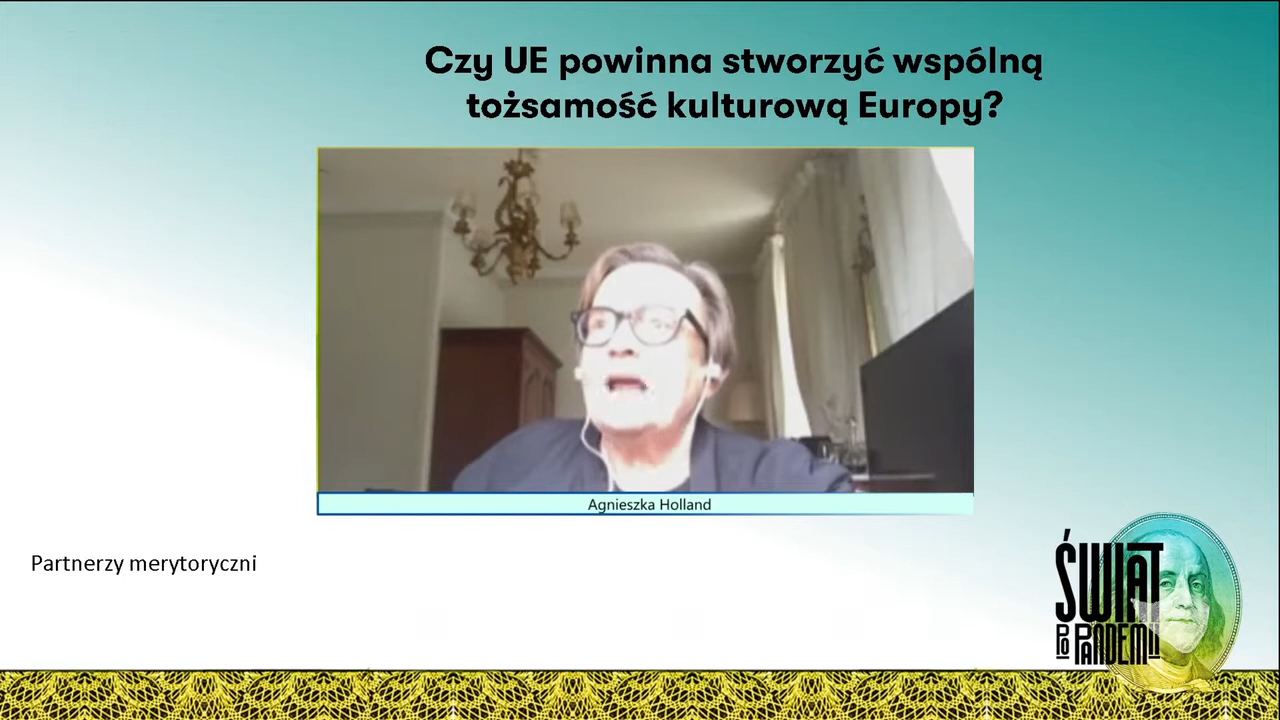 Czy UE powinna stworzyć wspólną
tożsamość kulturową Europy?
Agnieszka Holland
Partnerzy merytoryczni
ŚWIAT
PO PANDEMII